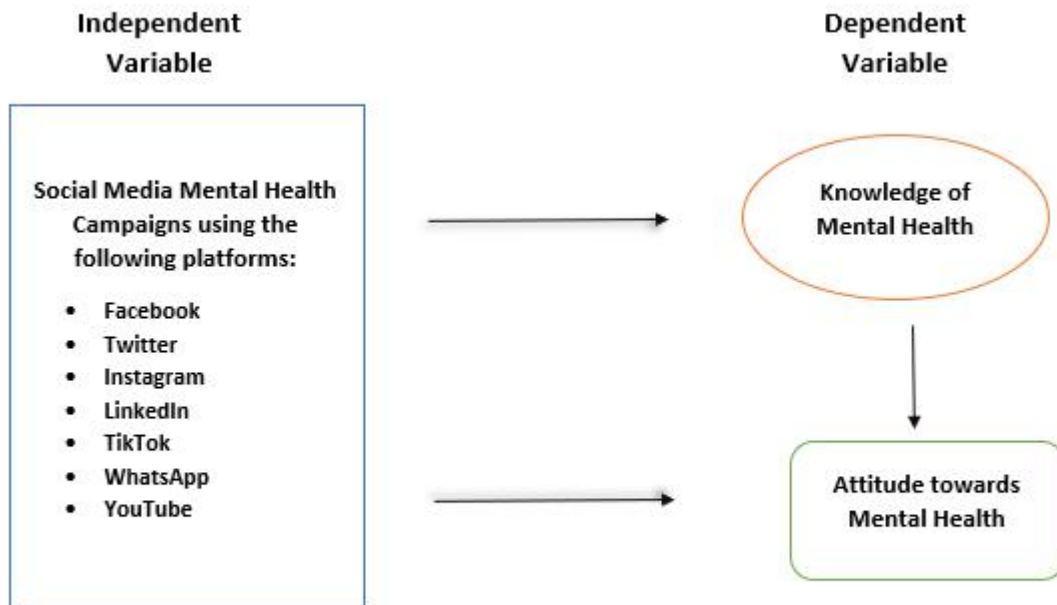 Independent
Variable
Dependent
Variable
Social Media Mental Health
Campaigns using the
following platforms:
• Facebook
• Twitter
• Instagram
• LinkedIn
• TikTok
• WhatsApp
• YouTube
Knowledge of
Mental Health
Attitude towards
Mental Health